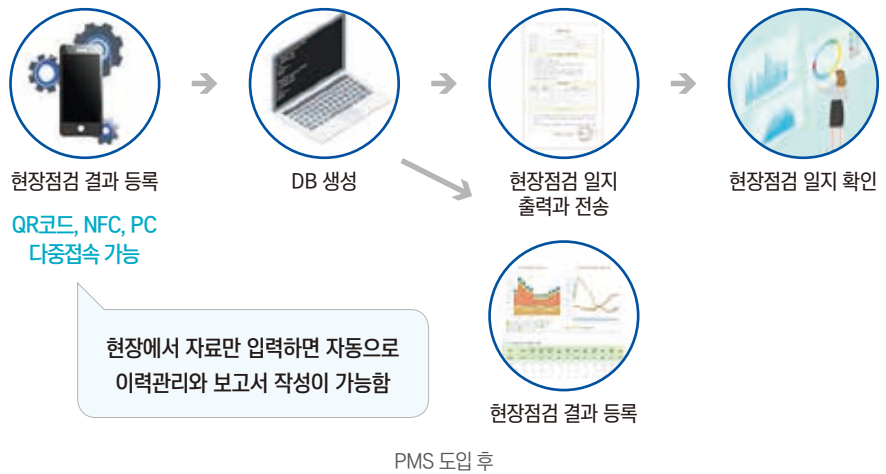 현장점검 결과 등록
QR코드, NFC, PC
다중접속 가능
DB 생성
현장점검 일지
출력과 전송
현장점검 일지 확인
현장에서 자료만 입력하면 자동으로
이력관리와 보고서 작성이 가능함
현장점검 결과 등록
PMS 도입 후